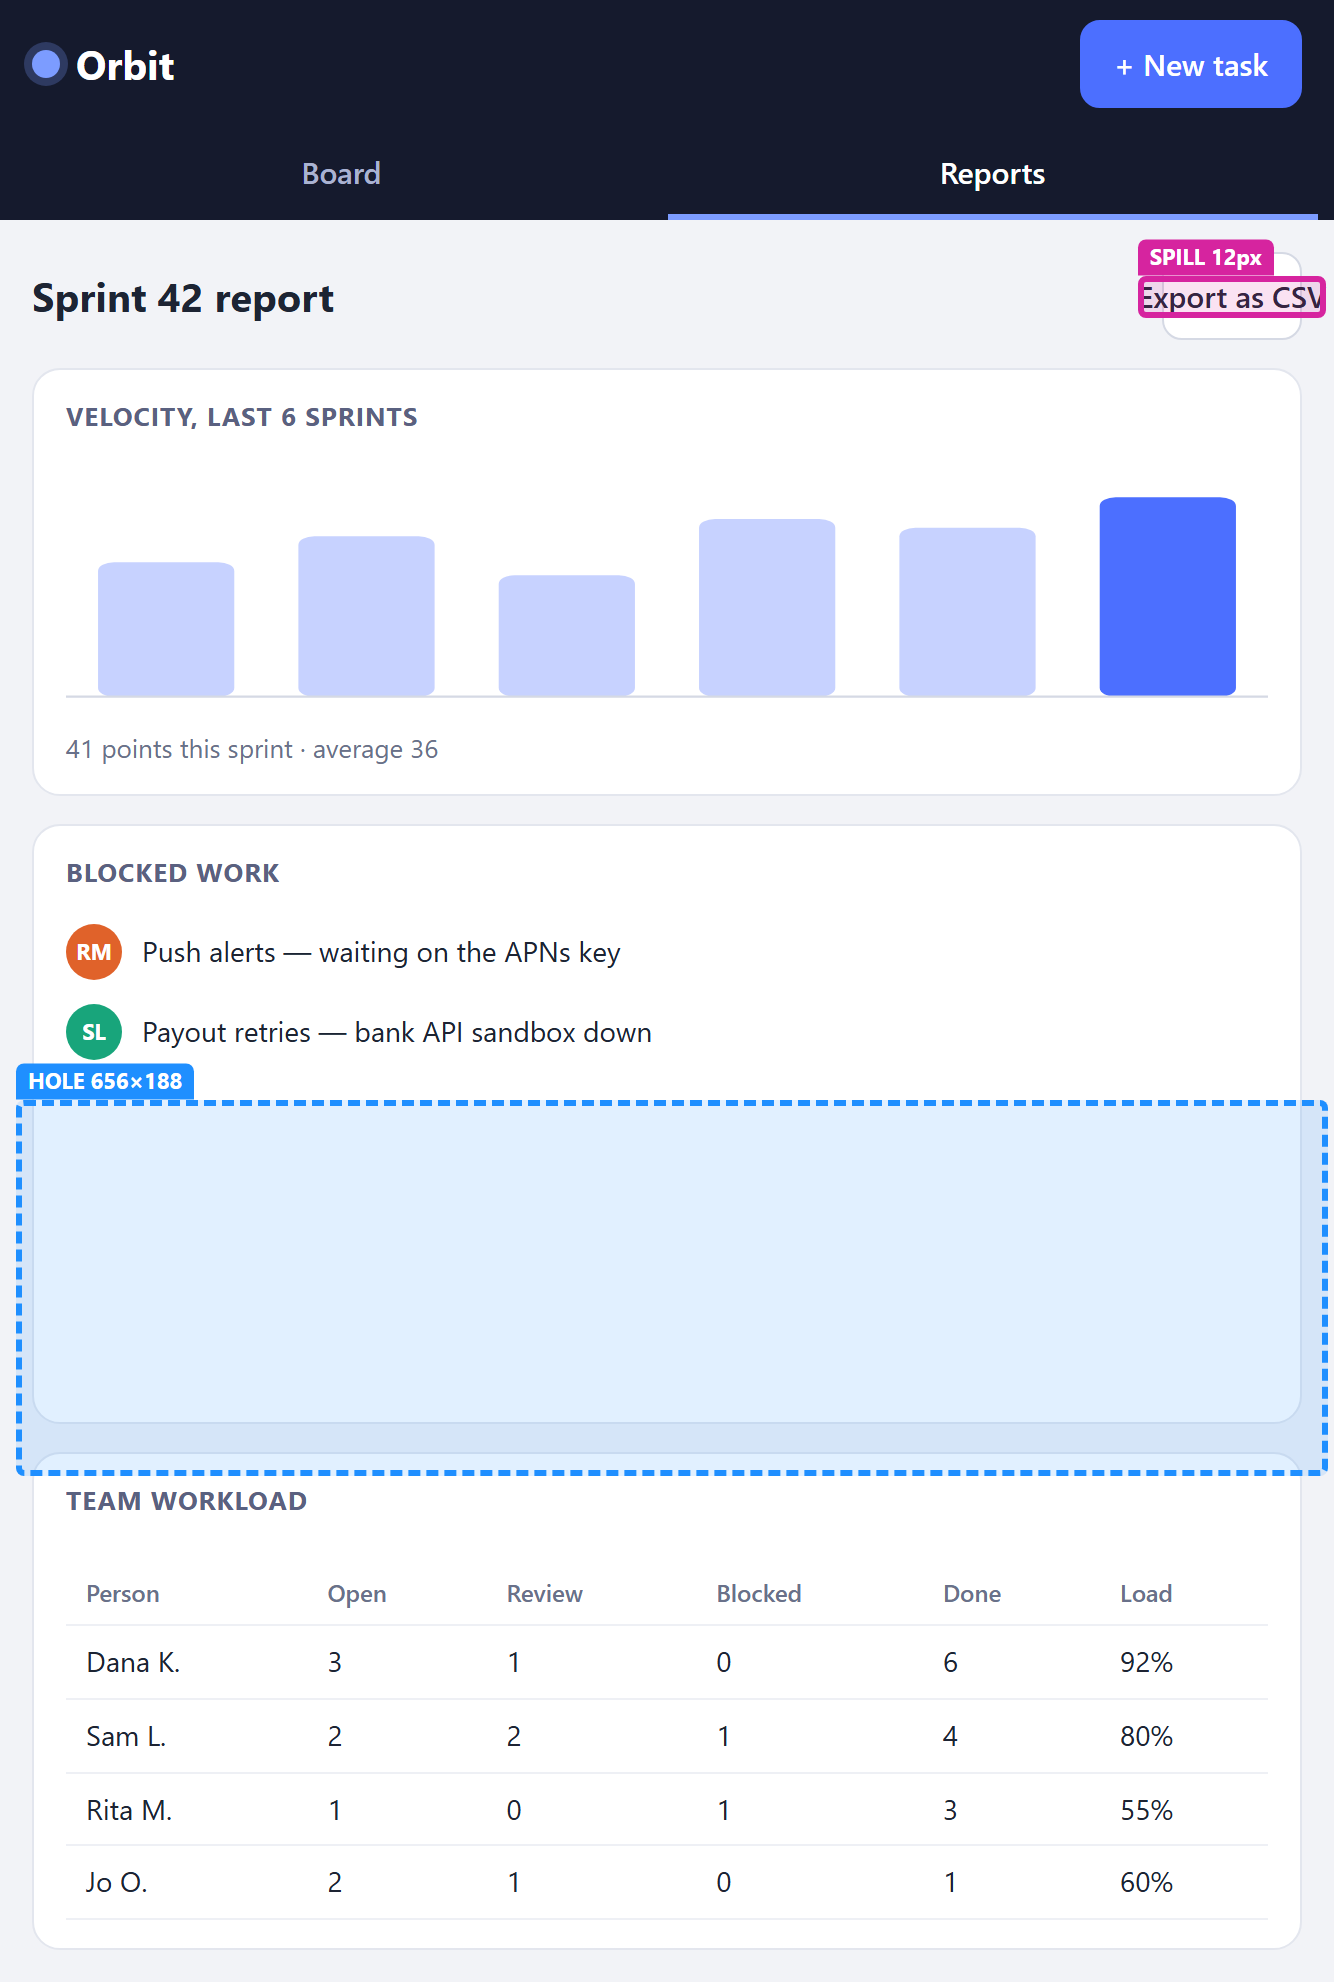 Orbit
+ New task
Board
Reports
SPILL 12px
Sprint 42 report
Export as CSV
VELOCITY, LAST 6 SPRINTS
41 points this sprint · average 36
BLOCKED WORK
RM Push alerts — waiting on the APNs key
SL Payout retries — bank API sandbox down
HOLE 656×188
TEAM WORKLOAD
Person Open Review Blocked Done Load
Dana K. 3 1 0 6 92%
Sam L. 2 2 1 4 80%
Rita M. 1 0 1 3 55%
Jo O. 2 1 0 1 60%